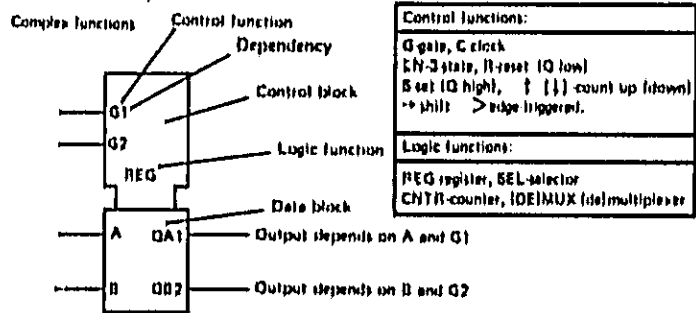 Complex functions
Control function
Dependency
G1
Control block
G2
Logic function
REG
Data block
A
QA1
Output depends on A and G1
B
QB2
Output depends on B and G2
Control functions:
G-gate, C clock
EN-3 state, R-reset (Q low)
S set (Q high), ↑ (↓) -count up (down)
→ shift > edge triggered.
Logic functions:
REG register, SEL-selector
CNTR-counter, (DE)MUX (de)multiplexer